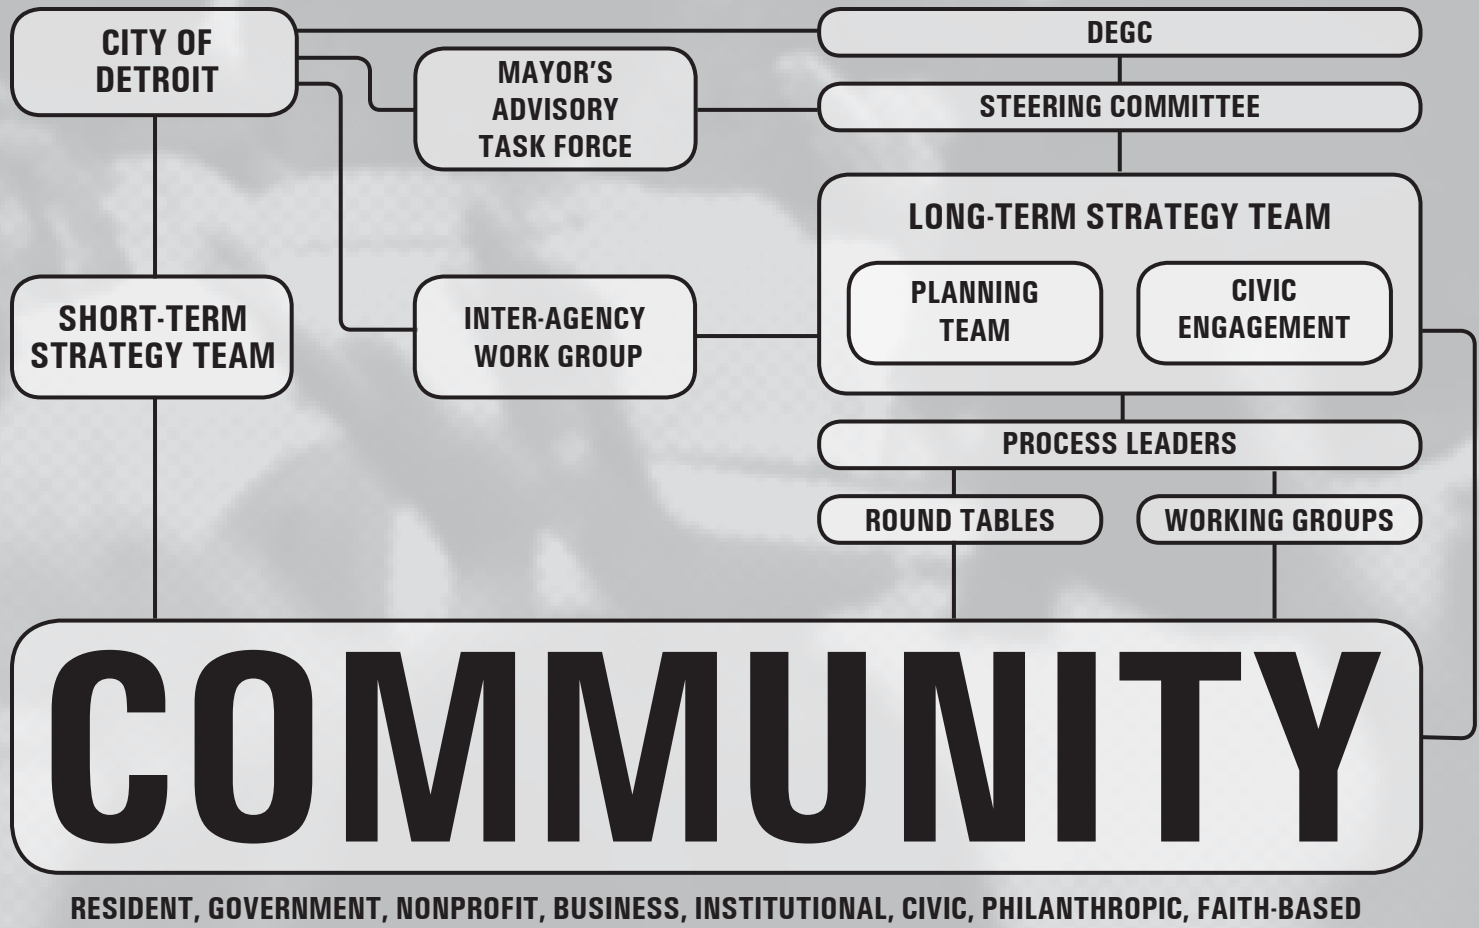 CITY OF
DETROIT
DEGC
MAYOR'S
ADVISORY
TASK FORCE
STEERING COMMITTEE
LONG-TERM STRATEGY TEAM
PLANNING
TEAM
CIVIC
ENGAGEMENT
SHORT-TERM
STRATEGY TEAM
INTER-AGENCY
WORK GROUP
PROCESS LEADERS
ROUND TABLES
WORKING GROUPS
COMMUNITY
RESIDENT, GOVERNMENT, NONPROFIT, BUSINESS, INSTITUTIONAL, CIVIC, PHILANTHROPIC, FAITH-BASED